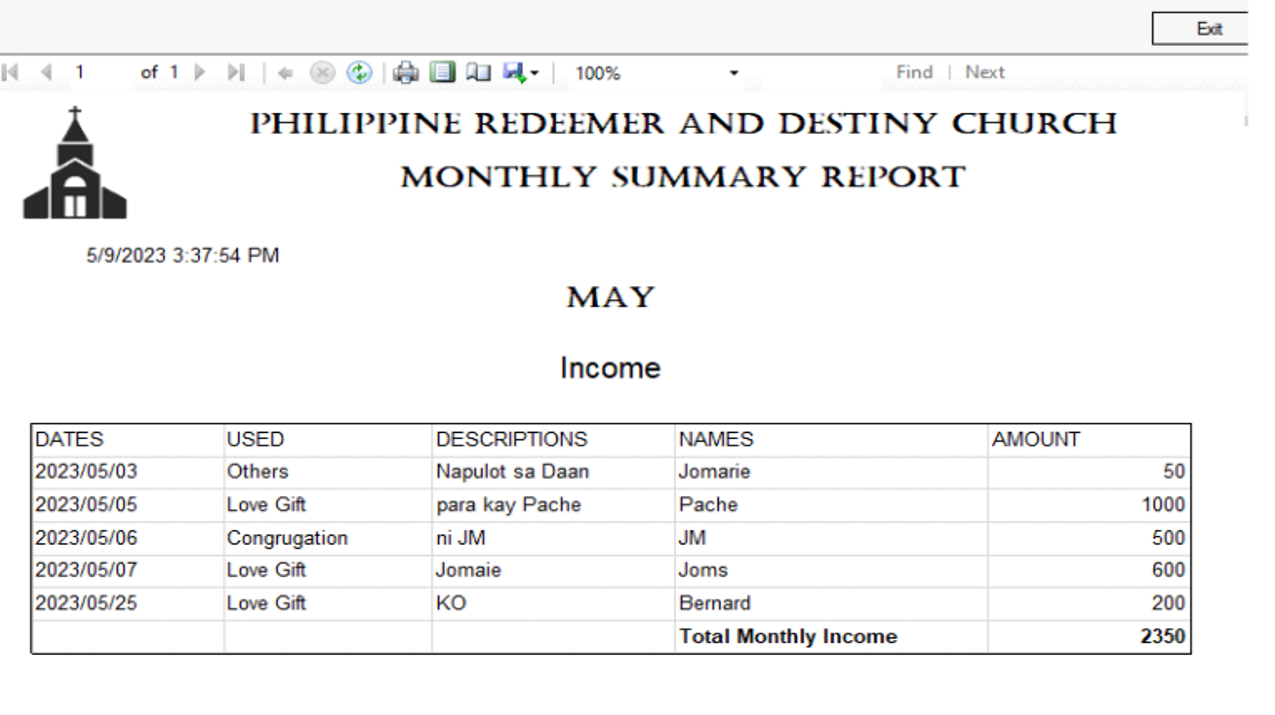 Exit
1 of 1 100% Find | Next
PHILIPPINE REDEEMER AND DESTINY CHURCH
MONTHLY SUMMARY REPORT
5/9/2023 3:37:54 PM
MAY
Income
DATES USED DESCRIPTIONS NAMES AMOUNT
2023/05/03 Others Napulot sa Daan Jomarie 50
2023/05/05 Love Gift para kay Pache Pache 1000
2023/05/06 Congrugation ni JM JM 500
2023/05/07 Love Gift Jomaie Joms 600
2023/05/25 Love Gift KO Bernard 200
Total Monthly Income 2350